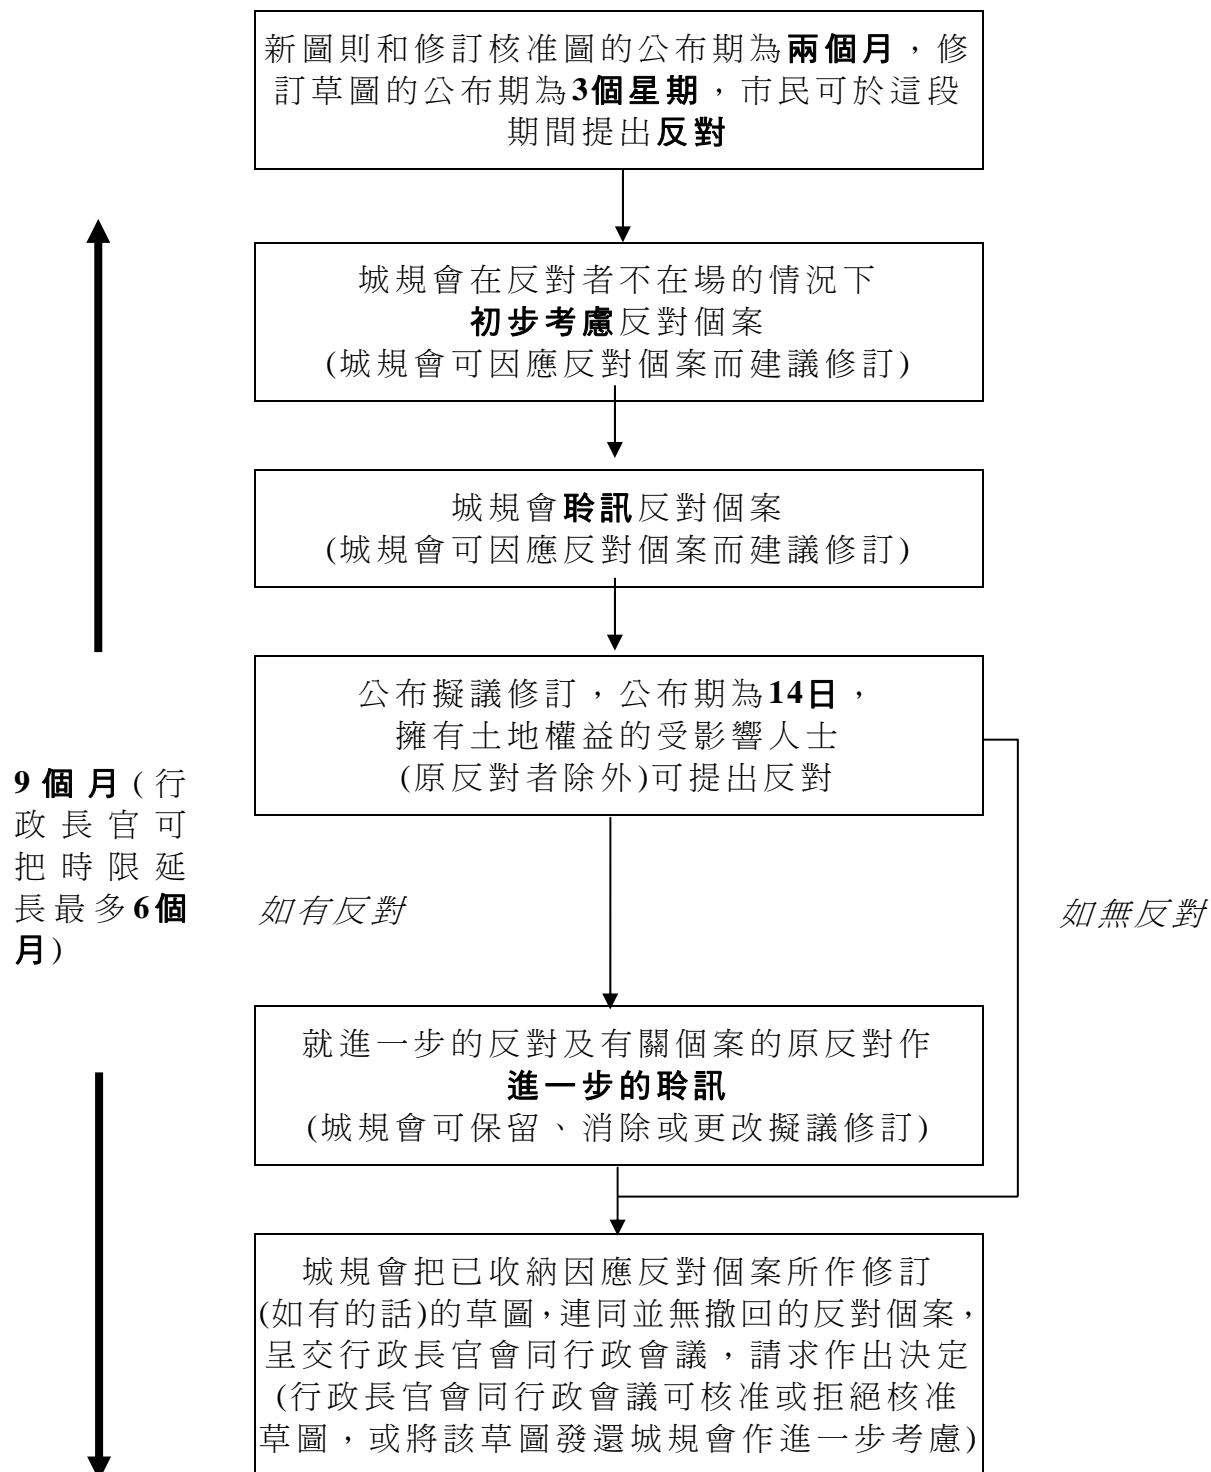 新圖則和修訂核准圖的公布期為兩個月，修
訂草圖的公布期為3個星期，市民可於這段
期間提出反對
城規會在反對者不在場的情況下
初步考慮反對個案
(城規會可因應反對個案而建議修訂)
城規會聆訊反對個案
(城規會可因應反對個案而建議修訂)
公布擬議修訂，公布期為14日，
擁有土地權益的受影響人士
(原反對者除外)可提出反對
9個月(行
政長官可
把時限延
長最多6個
月)
如有反對
如無反對
就進一步的反對及有關個案的原反對作
進一步的聆訊
(城規會可保留、消除或更改擬議修訂)
城規會把已收納因應反對個案所作修訂
(如有的話)的草圖，連同並無撤回的反對個案，
呈交行政長官會同行政會議，請求作出決定
(行政長官會同行政會議可核准或拒絕核准
草圖，或將該草圖發還城規會作進一步考慮)